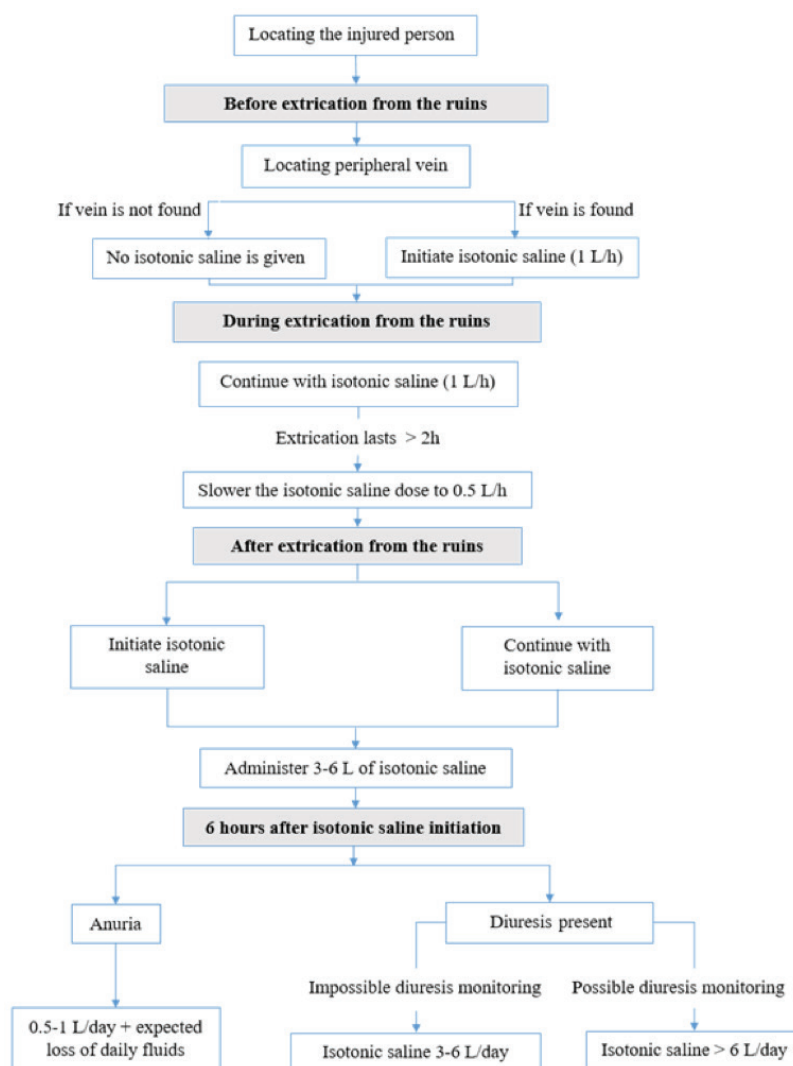 Locating the injured person
Before extrication from the ruins
Locating peripheral vein
If vein is not found
If vein is found
No isotonic saline is given
Initiate isotonic saline (1 L/h)
During extrication from the ruins
Continue with isotonic saline (1 L/h)
Extrication lasts > 2h
Slower the isotonic saline dose to 0.5 L/h
After extrication from the ruins
Initiate isotonic
saline
Continue with
isotonic saline
Administer 3-6 L of isotonic saline
6 hours after isotonic saline initiation
Anuria
Diuresis present
Impossible diuresis monitoring
Possible diuresis monitoring
0.5-1 L/day + expected
loss of daily fluids
Isotonic saline 3-6 L/day
Isotonic saline > 6 L/day